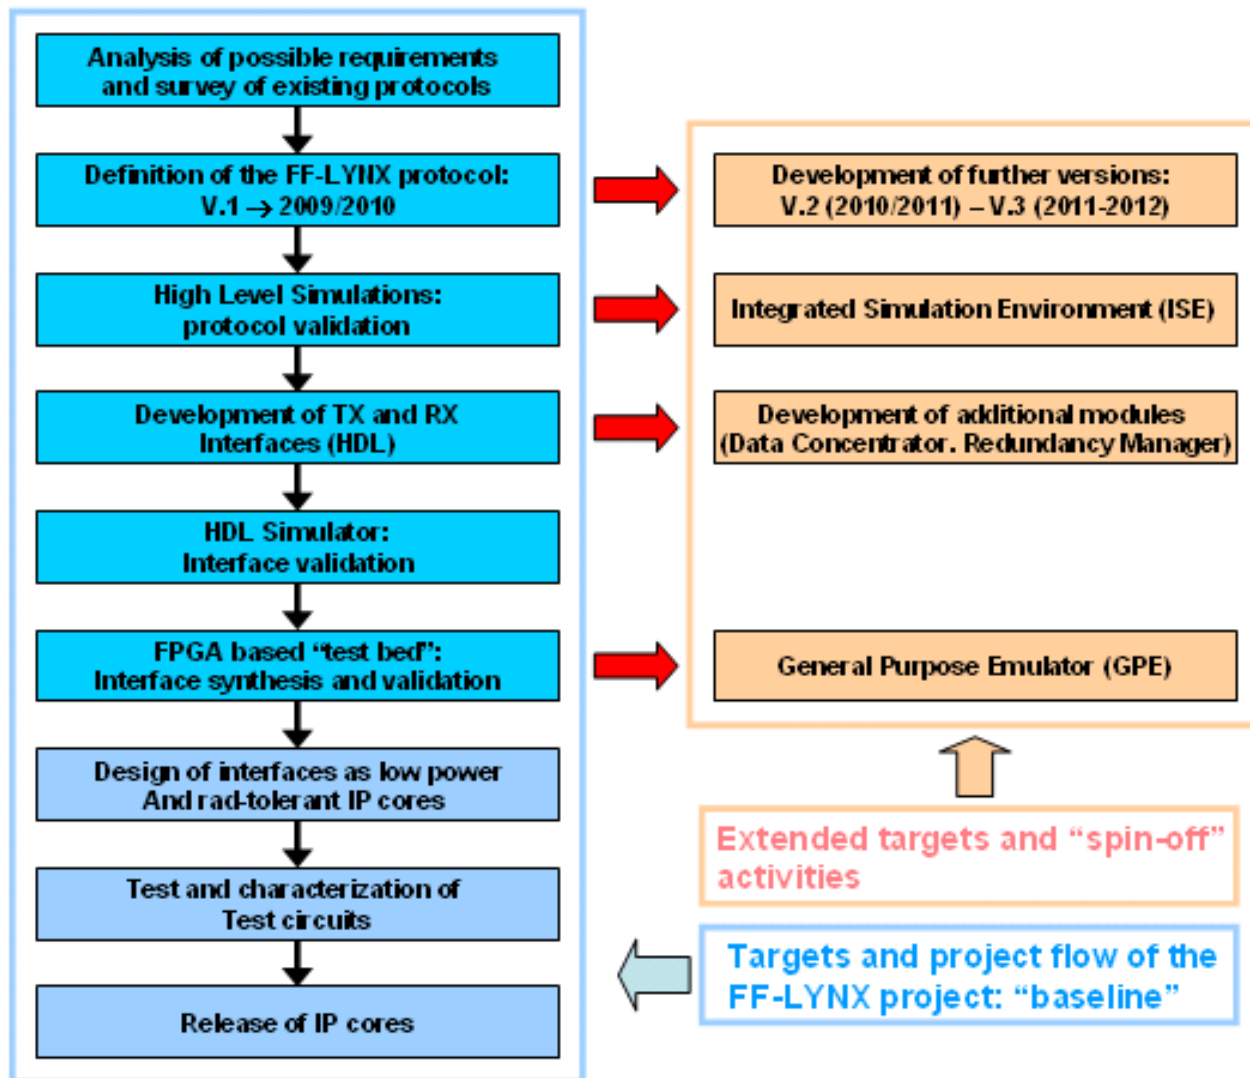 Analysis of possible requirements
and survey of existing protocols
Definition of the FF-LYNX protocol:
V.1 → 2009/2010
High Level Simulations:
protocol validation
Development of TX and RX
Interfaces (HDL)
HDL Simulator:
Interface validation
FPGA based “test bed”:
Interface synthesis and validation
Design of interfaces as low power
And rad-tolerant IP cores
Test and characterization of
Test circuits
Release of IP cores
Development of further versions:
V.2 (2010/2011) – V.3 (2011-2012)
Integrated Simulation Environment (ISE)
Development of additional modules
(Data Concentrator. Redundancy Manager)
General Purpose Emulator (GPE)
Extended targets and “spin-off”
activities
Targets and project flow of the
FF-LYNX project: “baseline”